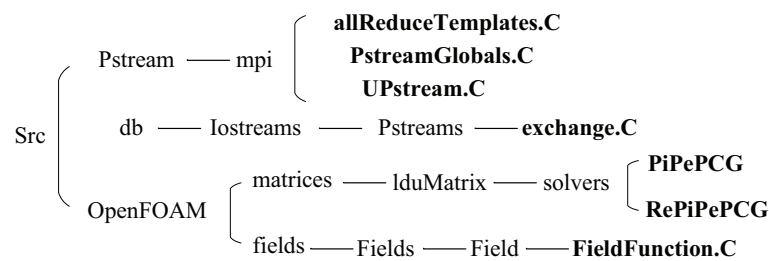 allReduceTemplates.C
Pstream mpi PstreamGlobals.C
UPstream.C
Src db Iostreams Pstreams exchange.C
matrices lduMatrix solvers PiPePCG
OpenFOAM RePiPePCG
fields Fields Field FieldFunction.C